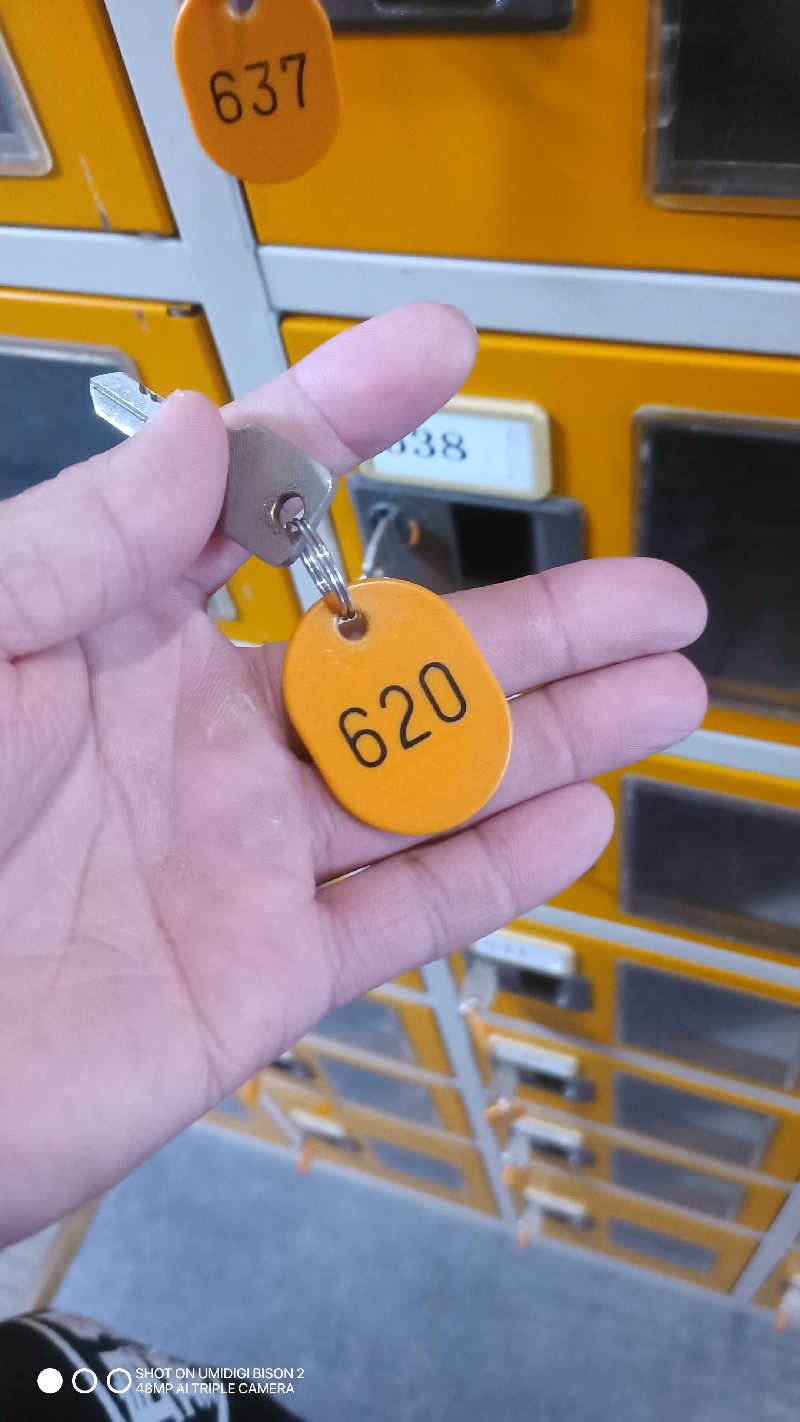 637
638
620
SHOT ON UMIDIGI BISON 2
48MP AI TRIPLE CAMERA